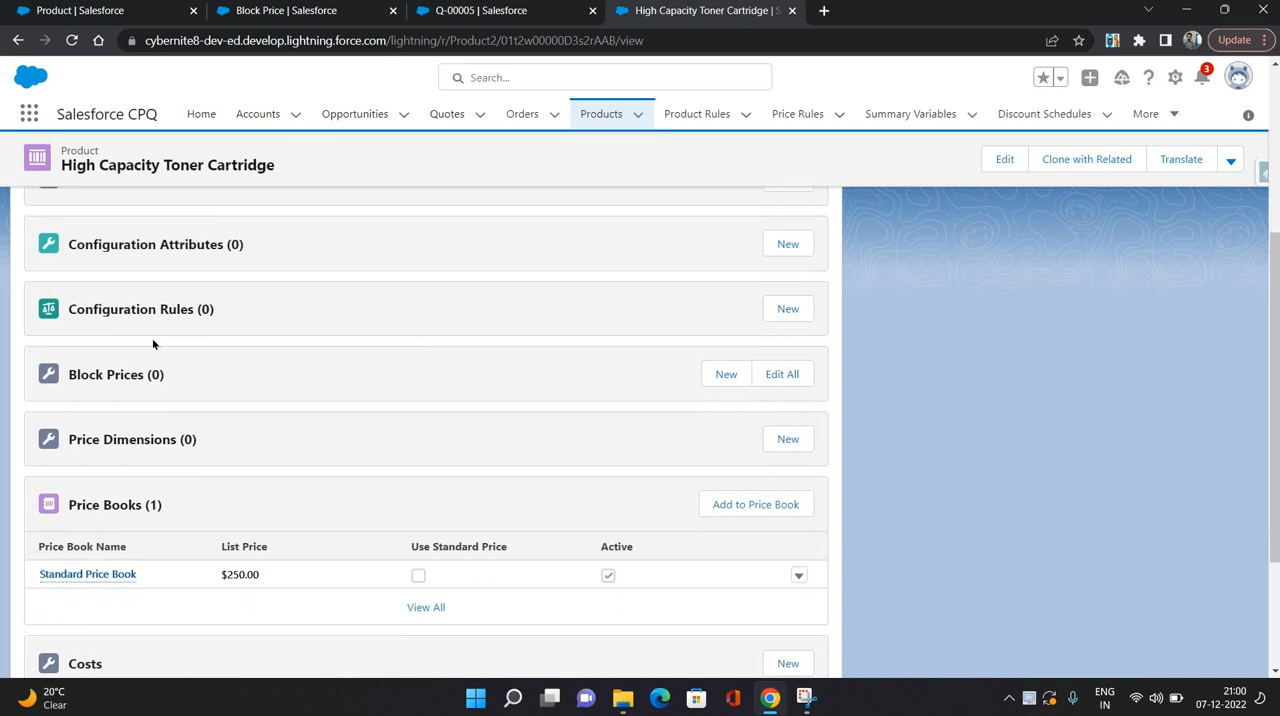 Product | Salesforce
Block Price | Salesforce
Q-00005 | Salesforce
High Capacity Toner Cartridge | S
cybernite8-dev-ed.develop.lightning.force.com/lightning/r/Product2/01t2w00000D3s2rAAB/view
Update
Search...
3
Salesforce CPQ
Home
Accounts
Opportunities
Quotes
Orders
Products
Product Rules
Price Rules
Summary Variables
Discount Schedules
More
Product
High Capacity Toner Cartridge
Edit
Clone with Related
Translate
Configuration Attributes (0)
New
Configuration Rules (0)
New
Block Prices (0)
New
Edit All
Price Dimensions (0)
New
Price Books (1)
Add to Price Book
Price Book Name
List Price
Use Standard Price
Active
Standard Price Book
$250.00
View All
Costs
New
20°C
Clear
ENG
IN
21:00
07-12-2022